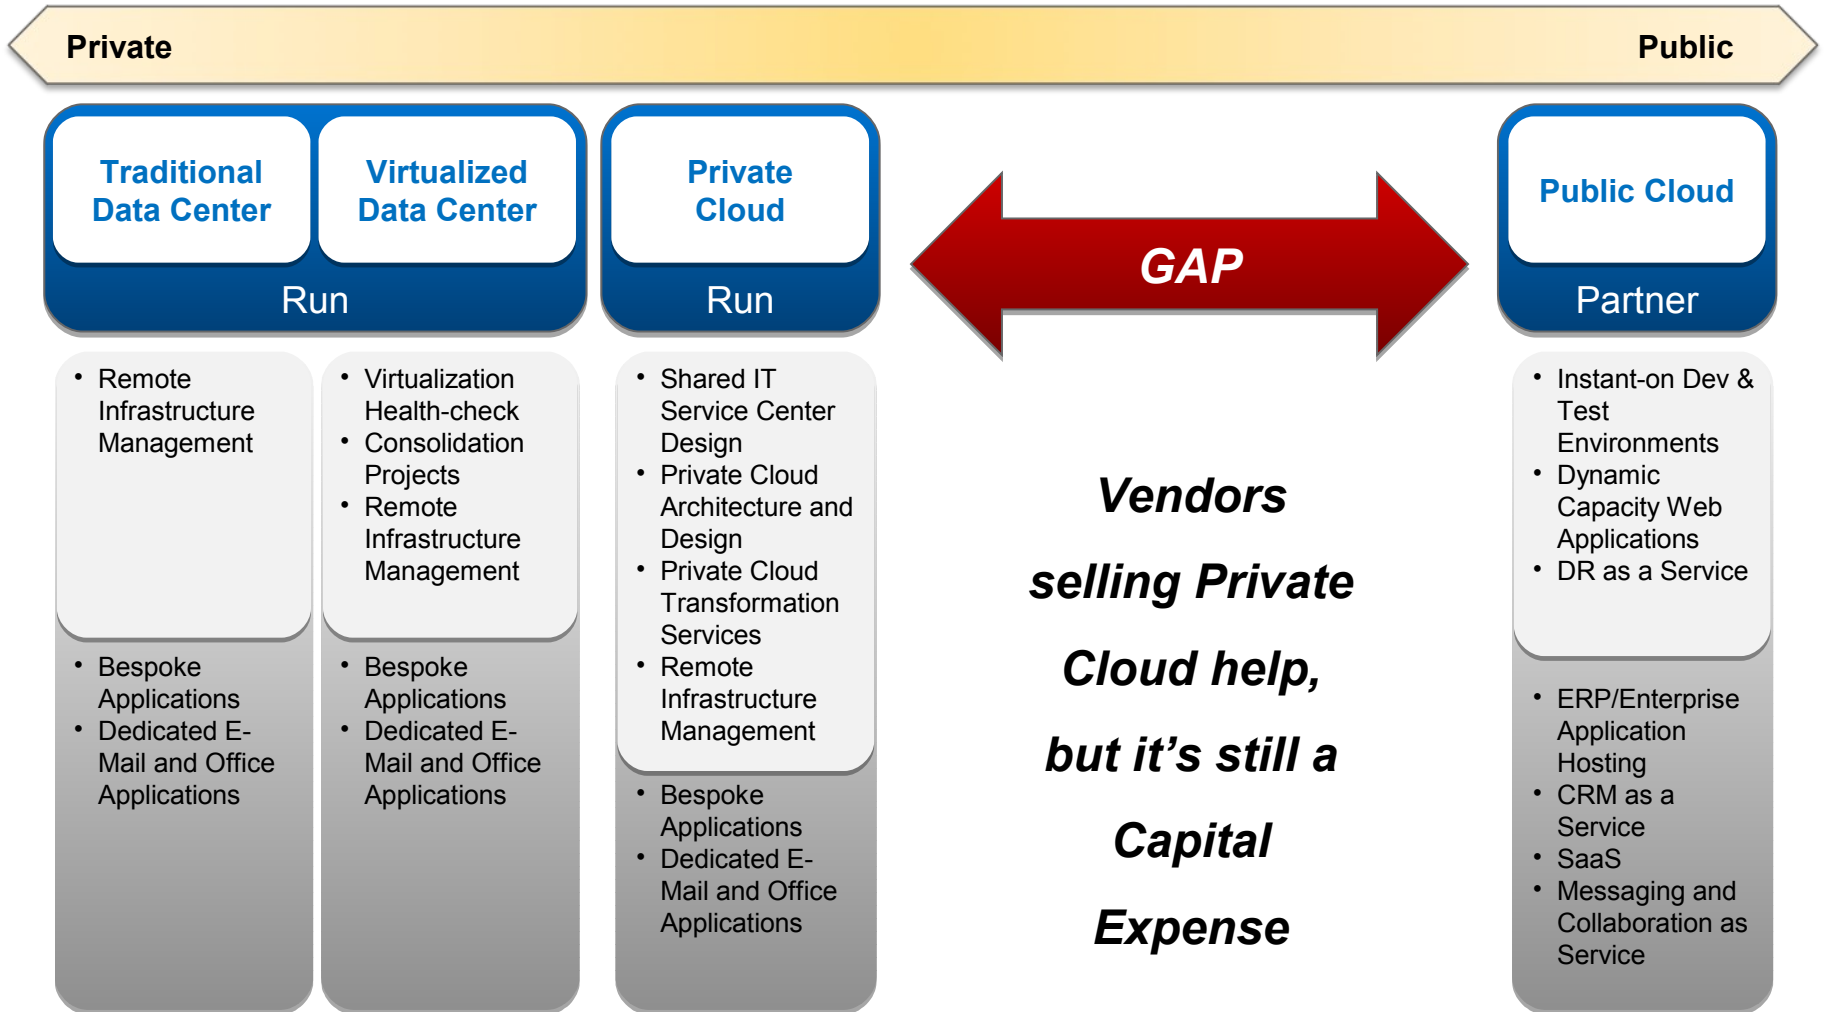 Private
Public
Traditional
Data Center
Virtualized
Data Center
Run
Private
Cloud
Run
GAP
Public Cloud
Partner
• Remote
Infrastructure
Management
• Bespoke
Applications
• Dedicated E-
Mail and Office
Applications
• Virtualization
Health-check
• Consolidation
Projects
• Remote
Infrastructure
Management
• Bespoke
Applications
• Dedicated E-
Mail and Office
Applications
• Shared IT
Service Center
Design
• Private Cloud
Architecture and
Design
• Private Cloud
Transformation
Services
• Remote
Infrastructure
Management
• Bespoke
Applications
• Dedicated E-
Mail and Office
Applications
Vendors
selling Private
Cloud help,
but it’s still a
Capital
Expense
• Instant-on Dev &
Test
Environments
• Dynamic
Capacity Web
Applications
• DR as a Service
• ERP/Enterprise
Application
Hosting
• CRM as a
Service
• SaaS
• Messaging and
Collaboration as
Service